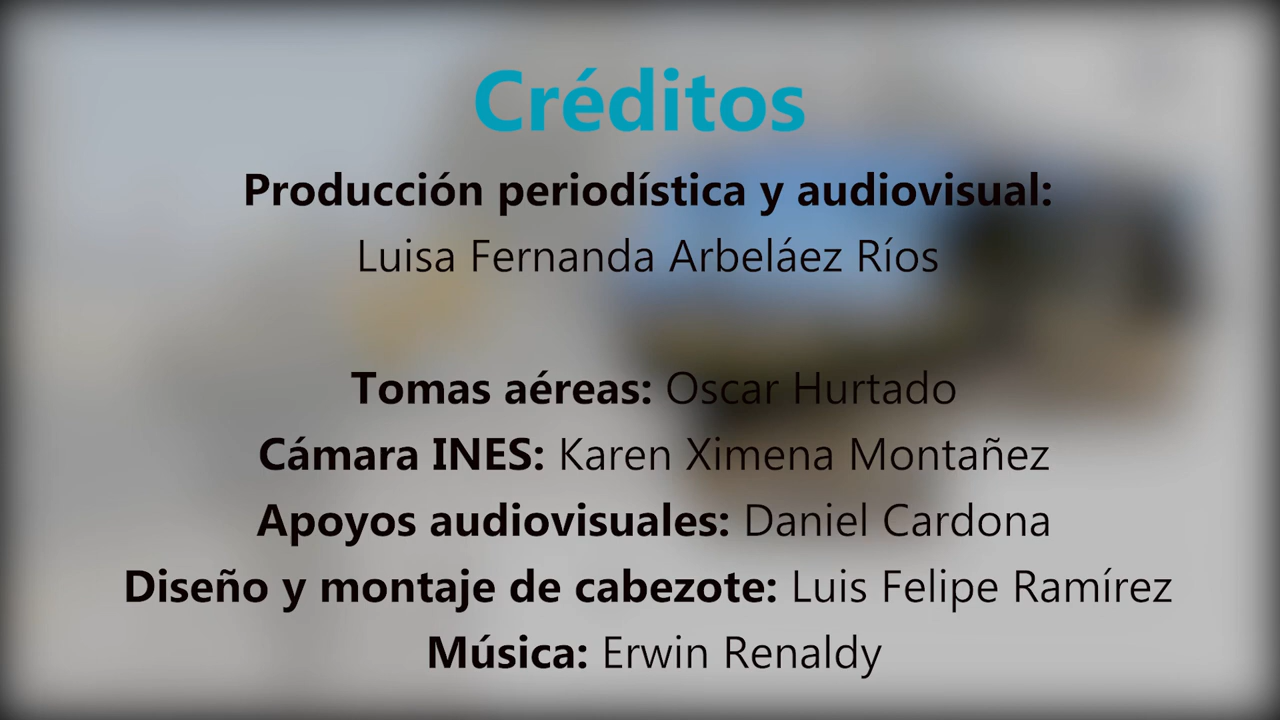 Créditos
Producción periodística y audiovisual:
Luisa Fernanda Arbeláez Ríos
Tomas aéreas: Oscar Hurtado
Cámara INES: Karen Ximena Montañez
Apoyos audiovisuales: Daniel Cardona
Diseño y montaje de cabezote: Luis Felipe Ramírez
Música: Erwin Renaldy